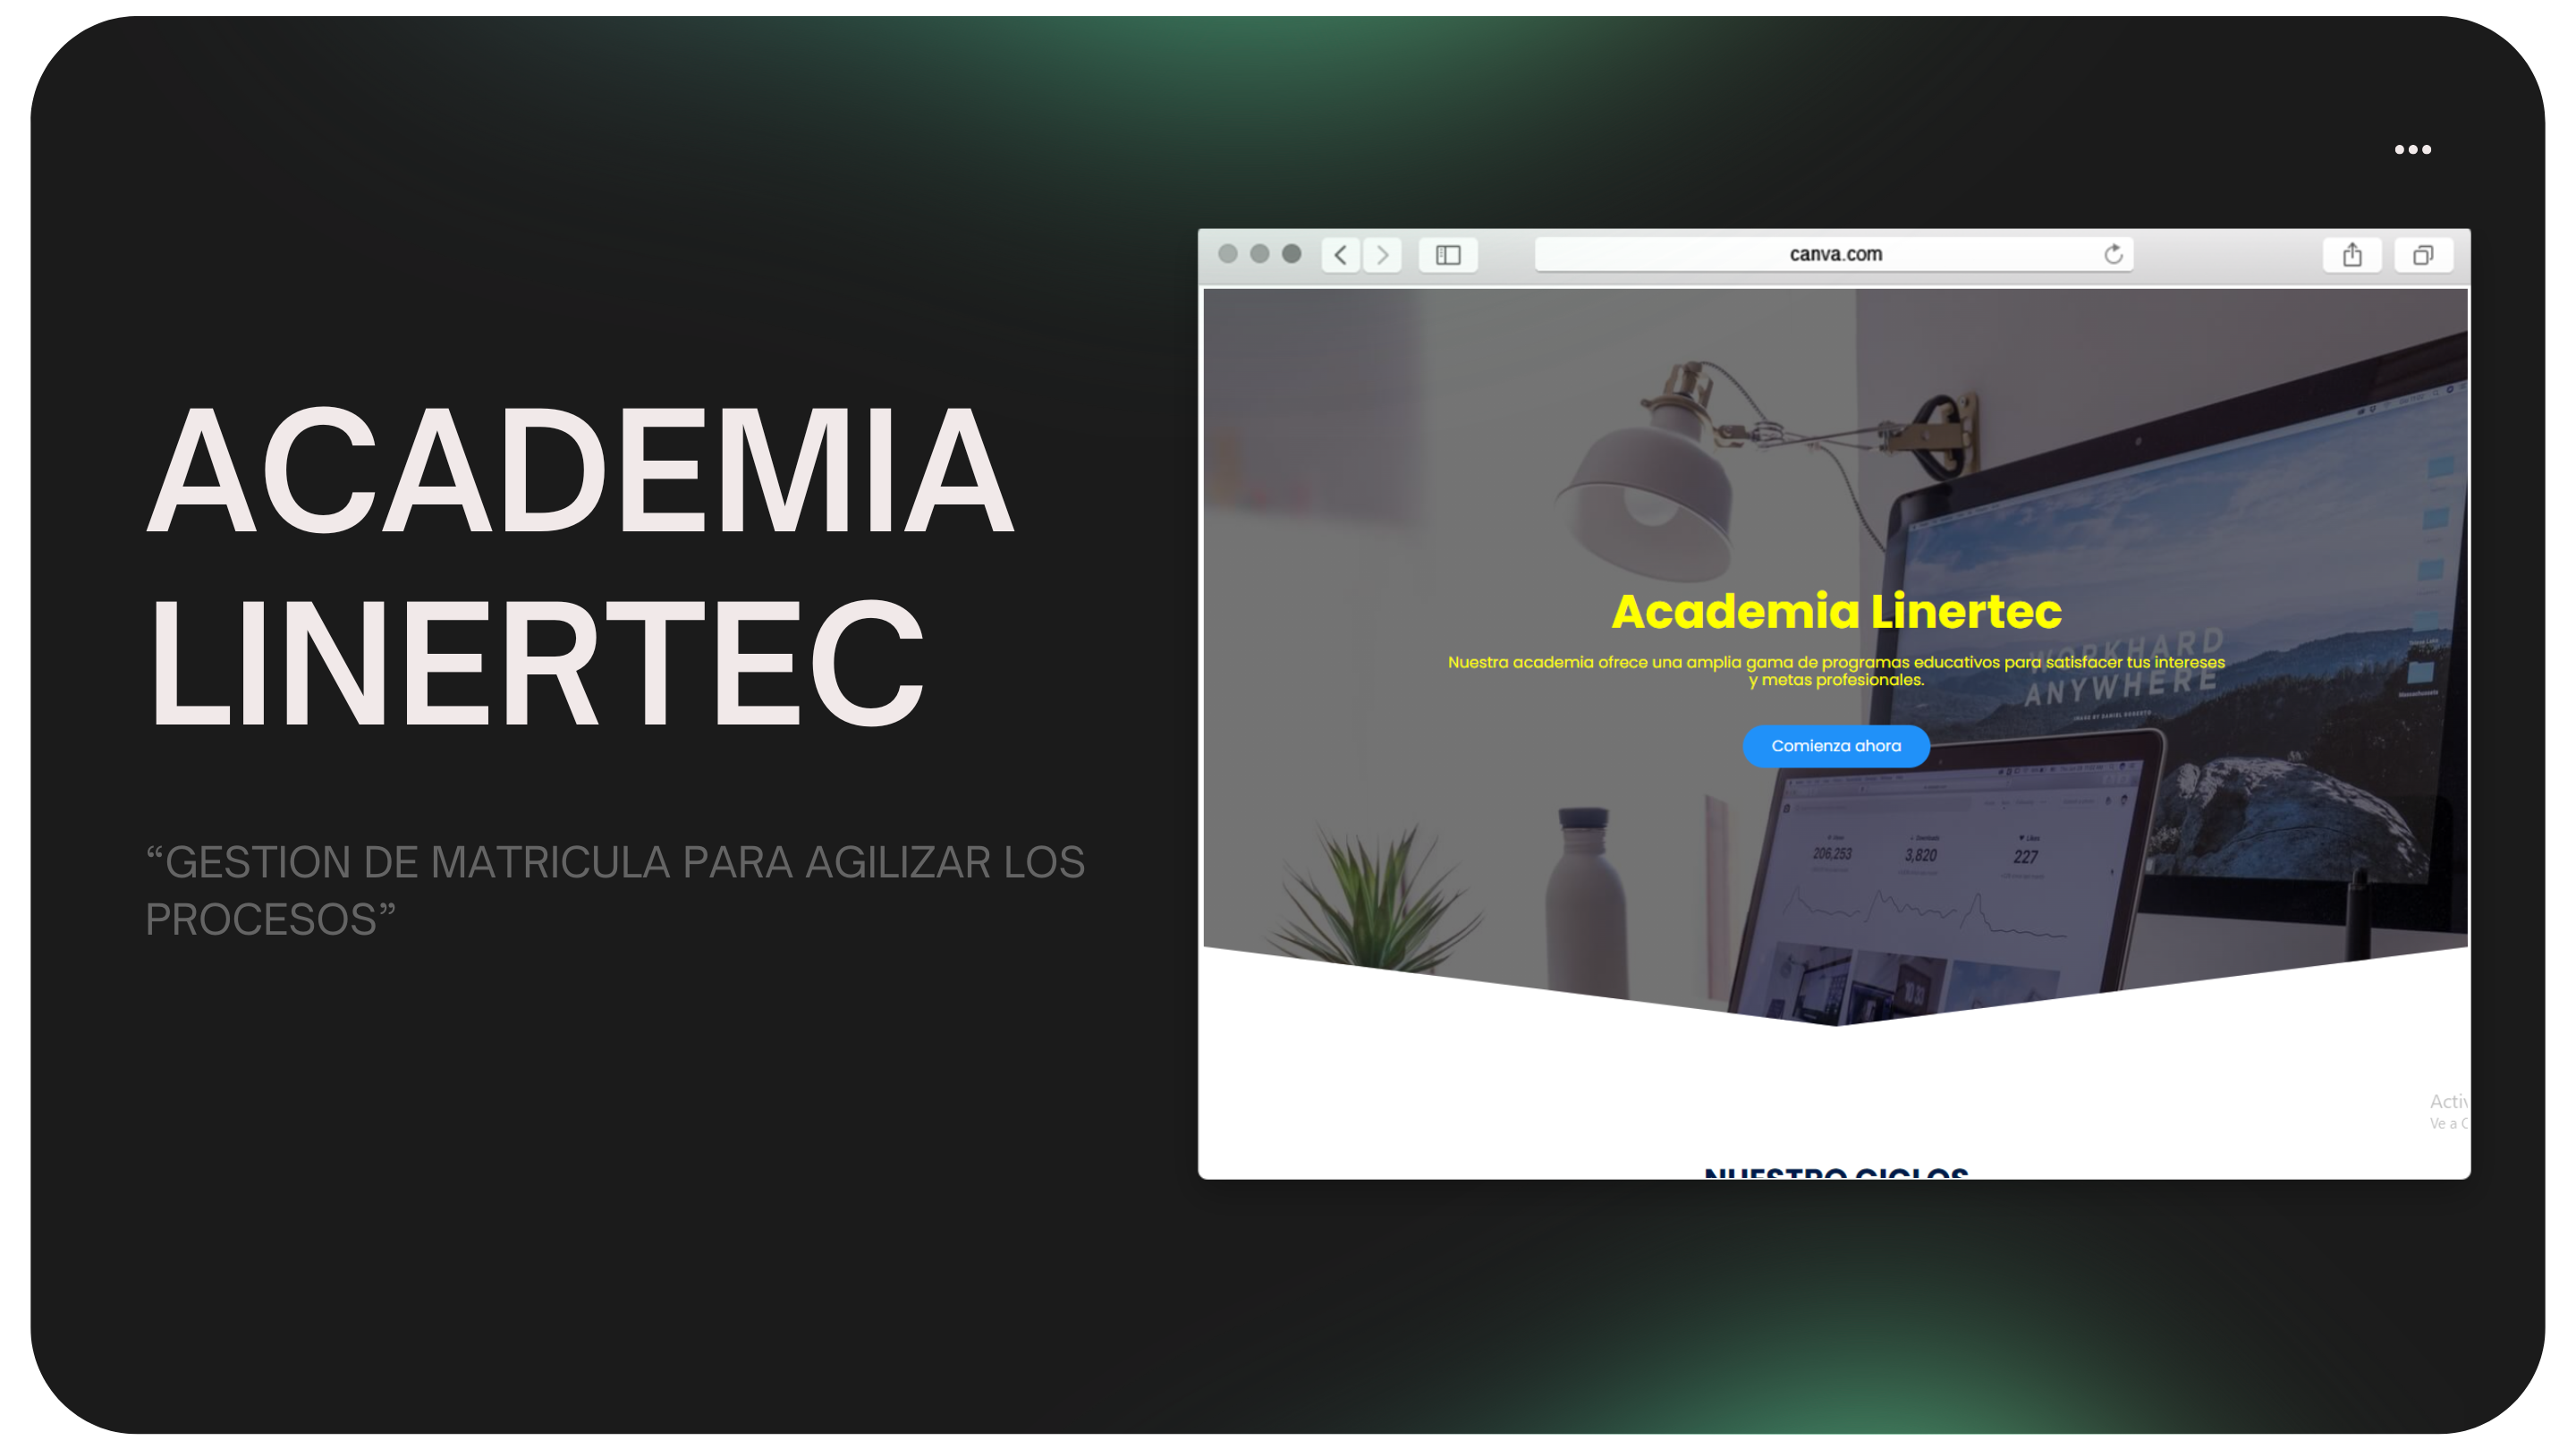 ACADEMIA
LINERTEC
“GESTION DE MATRICULA PARA AGILIZAR LOS
PROCESOS”
canva.com
Academia Linertec
Nuestra academia ofrece una amplia gama de programas educativos para satisfacer tus intereses
y metas profesionales.
WORKHARD
ANYWHERE
Comienza ahora
206,253 3,820 227
Activ
Ve a C
NUESTRO CICLOS